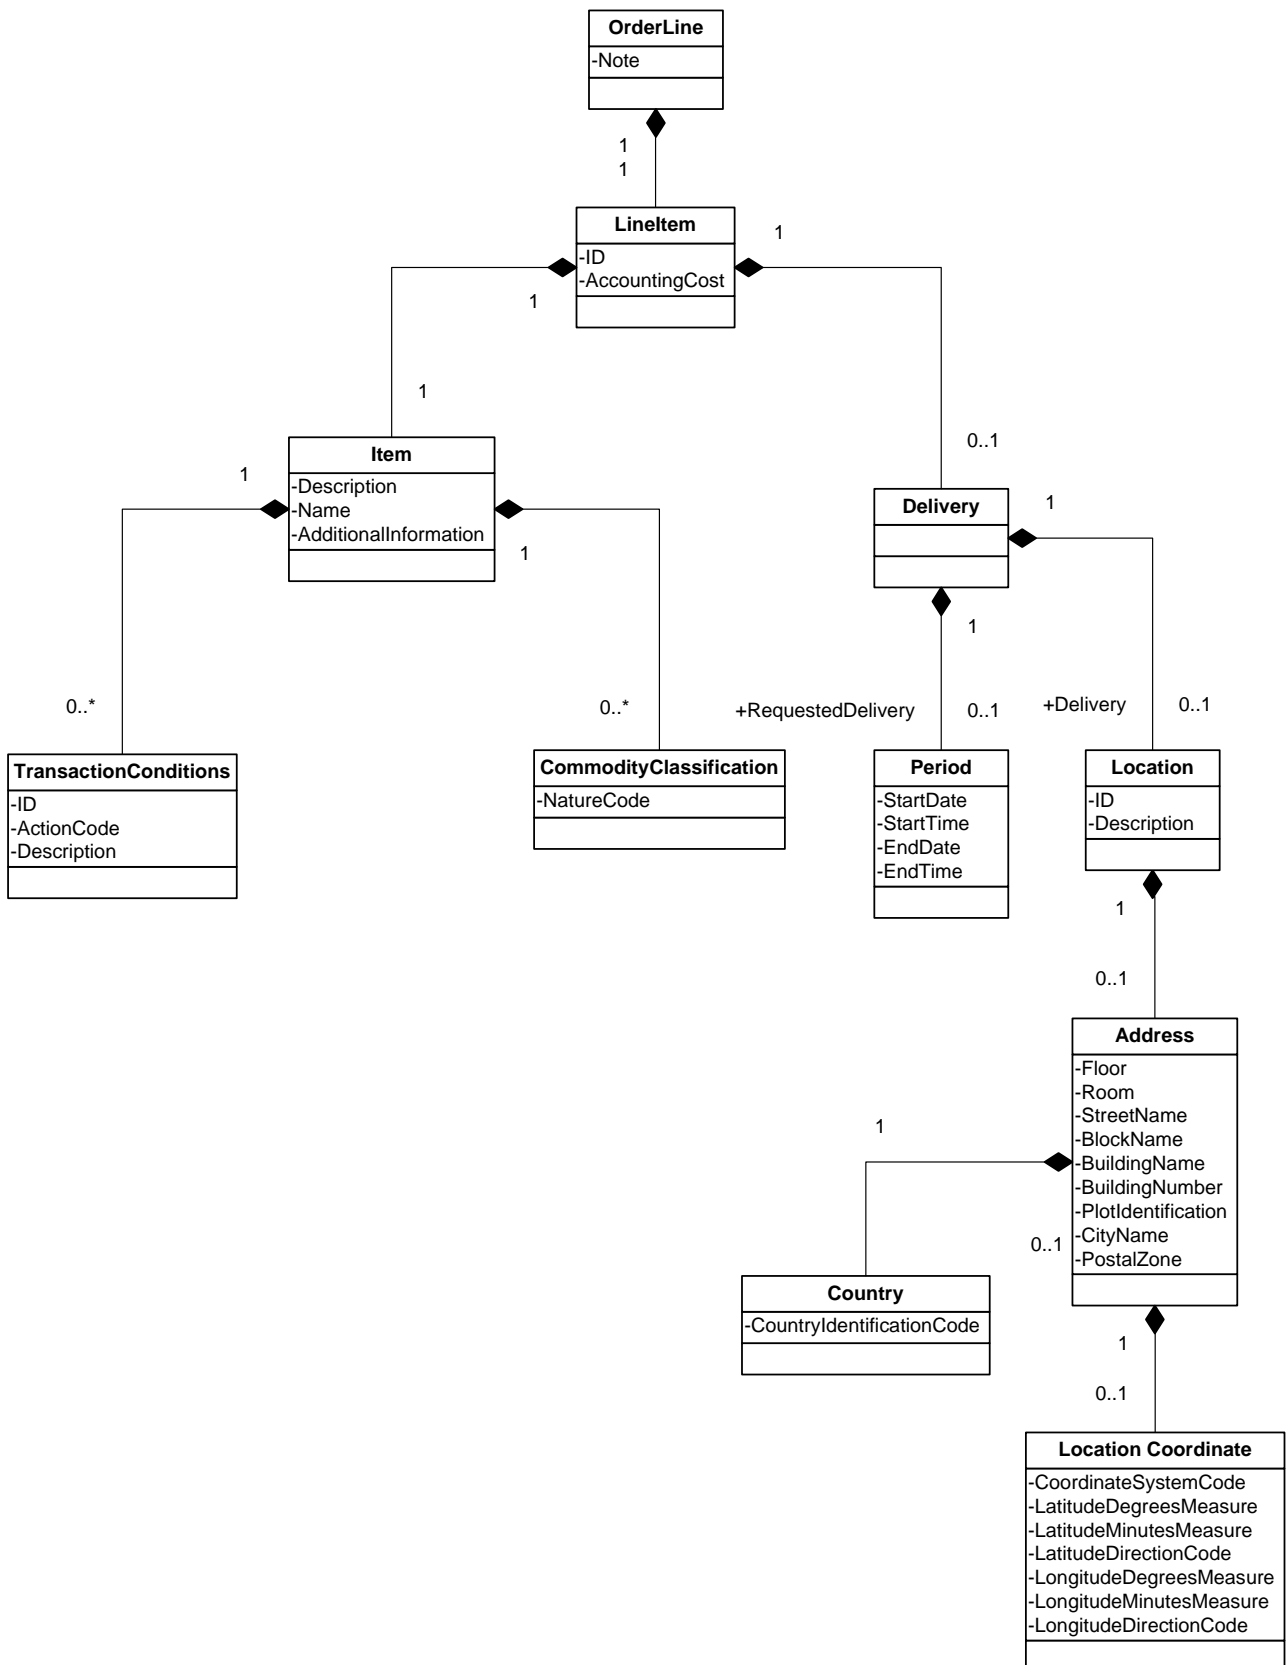 OrderLine
-Note
1
1
LineItem
-ID
-AccountingCost
1
1
1
0..1
Item
-Description
-Name
-AdditionalInformation
1
1
Delivery
1
1
0..*
0..*
+RequestedDelivery
0..1
+Delivery
0..1
TransactionConditions
-ID
-ActionCode
-Description
CommodityClassification
-NatureCode
Period
-StartDate
-StartTime
-EndDate
-EndTime
Location
-ID
-Description
1
0..1
Address
-Floor
-Room
-StreetName
-BlockName
-BuildingName
-BuildingNumber
-PlotIdentification
-CityName
-PostalZone
1
0..1
Country
-CountryIdentificationCode
1
0..1
Location Coordinate
-CoordinateSystemCode
-LatitudeDegreesMeasure
-LatitudeMinutesMeasure
-LatitudeDirectionCode
-LongitudeDegreesMeasure
-LongitudeMinutesMeasure
-LongitudeDirectionCode